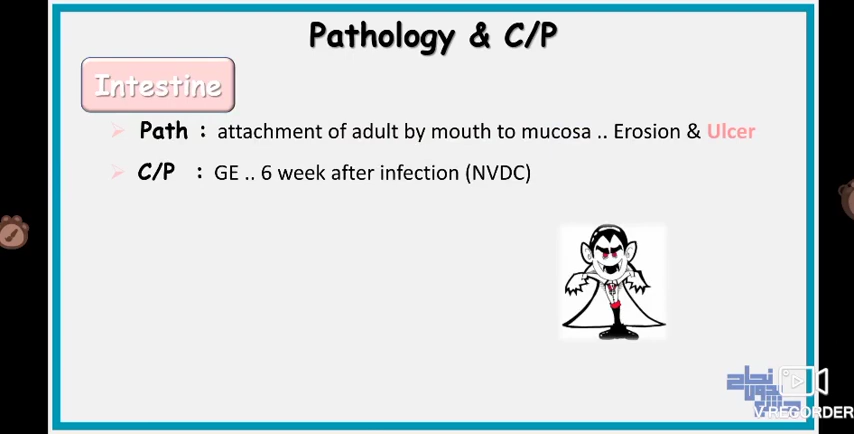 Pathology & C/P
Intestine
Path : attachment of adult by mouth to mucosa .. Erosion & Ulcer
C/P : GE .. 6 week after infection (NVDC)
V-RECORDER